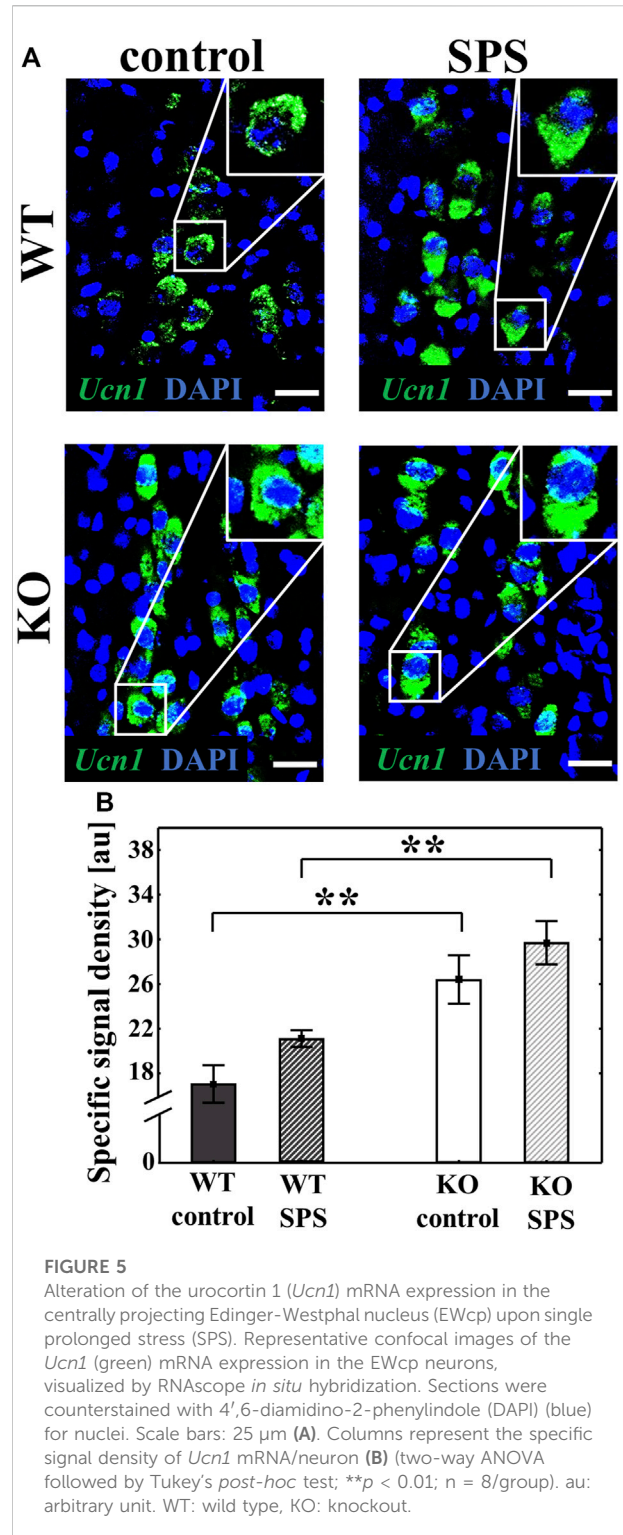 A
control SPS
WT
Ucn1 DAPI Ucn1 DAPI
KO
Ucn1 DAPI Ucn1 DAPI
B
Specific signal density [au]
38
34
30
26
22
18
0
** **
WT control
WT SPS
KO control
KO SPS
FIGURE 5
Alteration of the urocortin 1 (Ucn1) mRNA expression in the
centrally projecting Edinger-Westphal nucleus (EWcp) upon single
prolonged stress (SPS). Representative confocal images of the
Ucn1 (green) mRNA expression in the EWcp neurons,
visualized by RNAscope in situ hybridization. Sections were
counterstained with 4′,6-diamidino-2-phenylindole (DAPI) (blue)
for nuclei. Scale bars: 25 μm (A). Columns represent the specific
signal density of Ucn1 mRNA/neuron (B) (two-way ANOVA
followed by Tukey's post-hoc test; **p < 0.01; n = 8/group). au:
arbitrary unit. WT: wild type, KO: knockout.